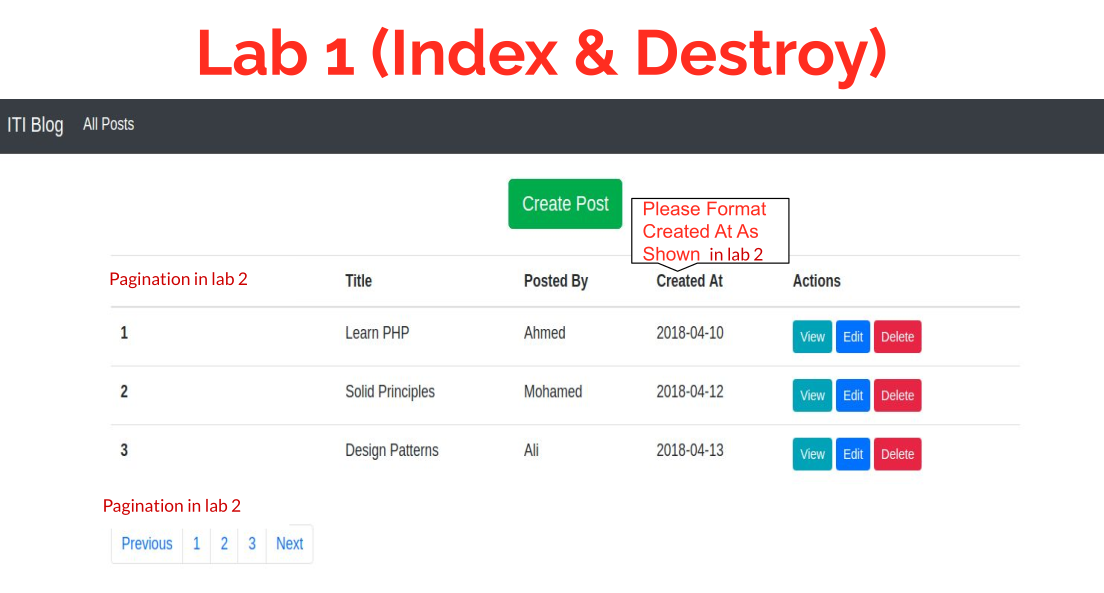 Lab 1 (Index & Destroy)
ITI Blog All Posts
Create Post
Please Format
Created At As
Shown in lab 2
Pagination in lab 2 Title Posted By Created At Actions
1 Learn PHP Ahmed 2018-04-10 View Edit Delete
2 Solid Principles Mohamed 2018-04-12 View Edit Delete
3 Design Patterns Ali 2018-04-13 View Edit Delete
Pagination in lab 2
Previous 1 2 3 Next